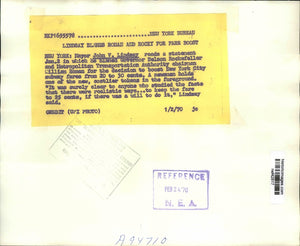 NXP1695578 NEW YORK BUREAU
LINDSAY BLAMES RONAN AND ROCKY FOR FARE BOOST
NEW YORK: Mayor John V. Lindsay reads a statement
Jan.2 in which he blames Governor Nelson Rockefeller
and Metropolitan Transportation Authority chairman
William Ronan for the decision to boost New York City
subway fares from 20 to 30 cents. A newsman holds
one of the new, costlier tokens in the foreground.
"It was surely clear to anyone who studied the facts
that there were realistic ways...to keep the fare
to 25 cents, if there was a will to do it," Lindsay
said.
CREDIT (UPI PHOTO) 1/2/70
REFERENCE
FEB 24 70
N.E.A.
A94710